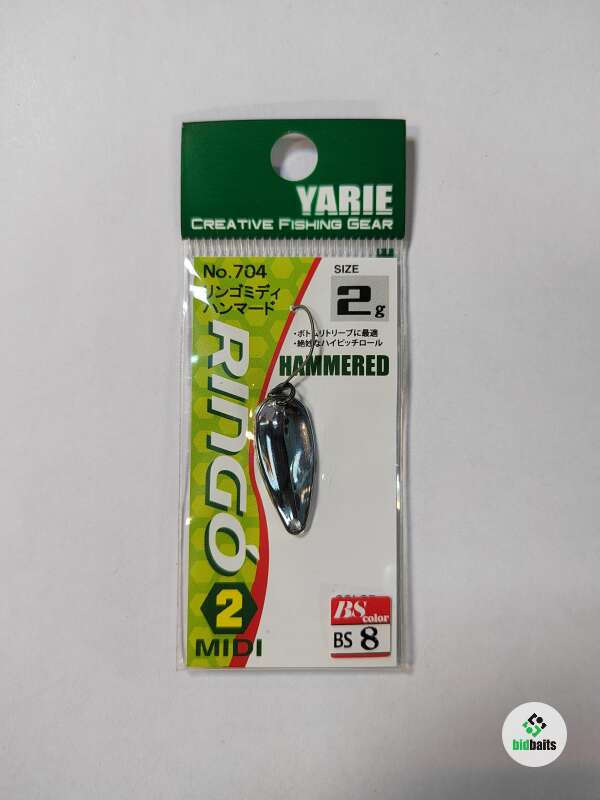 YARIE
CREATIVE FISHING GEAR
No.704
リンゴミディ
ハンマード
SIZE
2g
・ボトムリトリーブに最適
・絶妙なハイピッチロール
HAMMERED
RINGÓ
2
MIDI
COLOR
BS color
BS 8
bidbaits